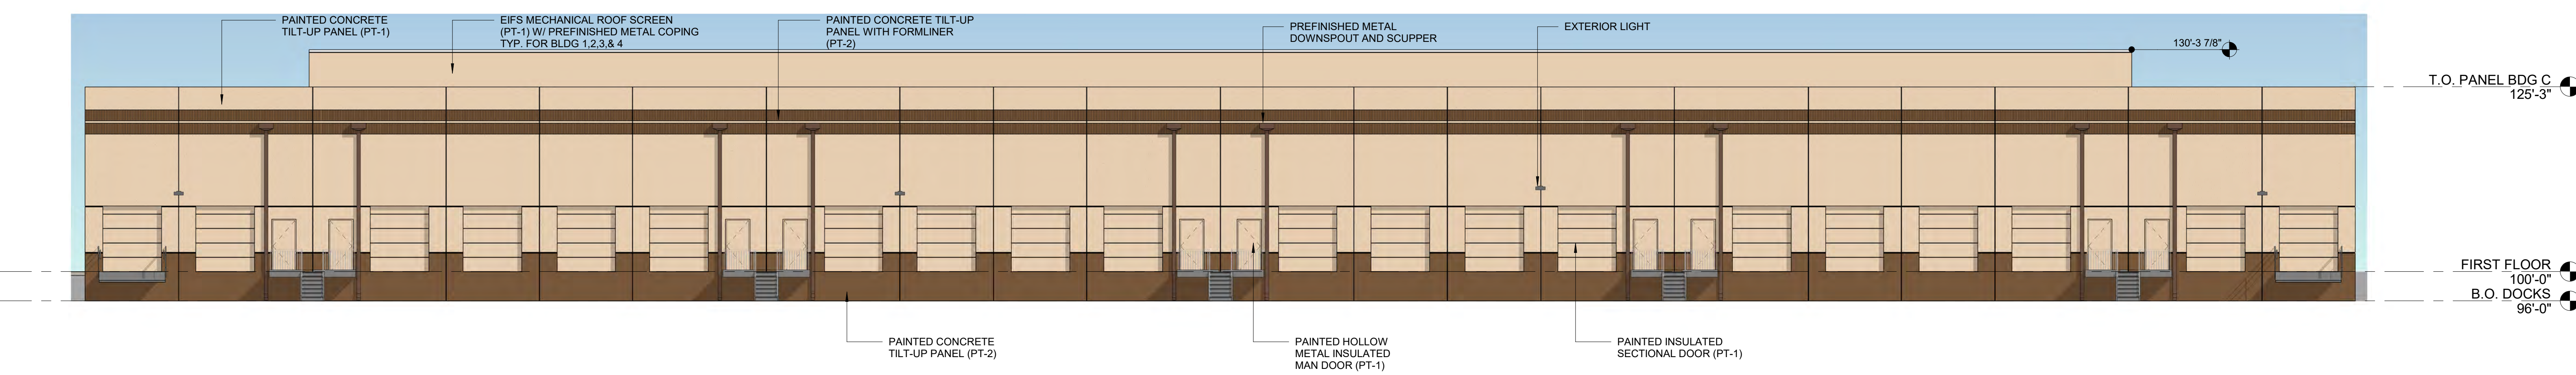 PAINTED CONCRETE
TILT-UP PANEL (PT-1)
EIFS MECHANICAL ROOF SCREEN
(PT-1) W/ PREFINISHED METAL COPING
TYP. FOR BLDG 1,2,3,& 4
PAINTED CONCRETE TILT-UP
PANEL WITH FORMLINER
(PT-2)
PREFINISHED METAL
DOWNSPOUT AND SCUPPER
EXTERIOR LIGHT
130'-3 7/8"
T.O. PANEL BDG C
125'-3"
FIRST FLOOR
100'-0"
B.O. DOCKS
96'-0"
PAINTED CONCRETE
TILT-UP PANEL (PT-2)
PAINTED HOLLOW
METAL INSULATED
MAN DOOR (PT-1)
PAINTED INSULATED
SECTIONAL DOOR (PT-1)